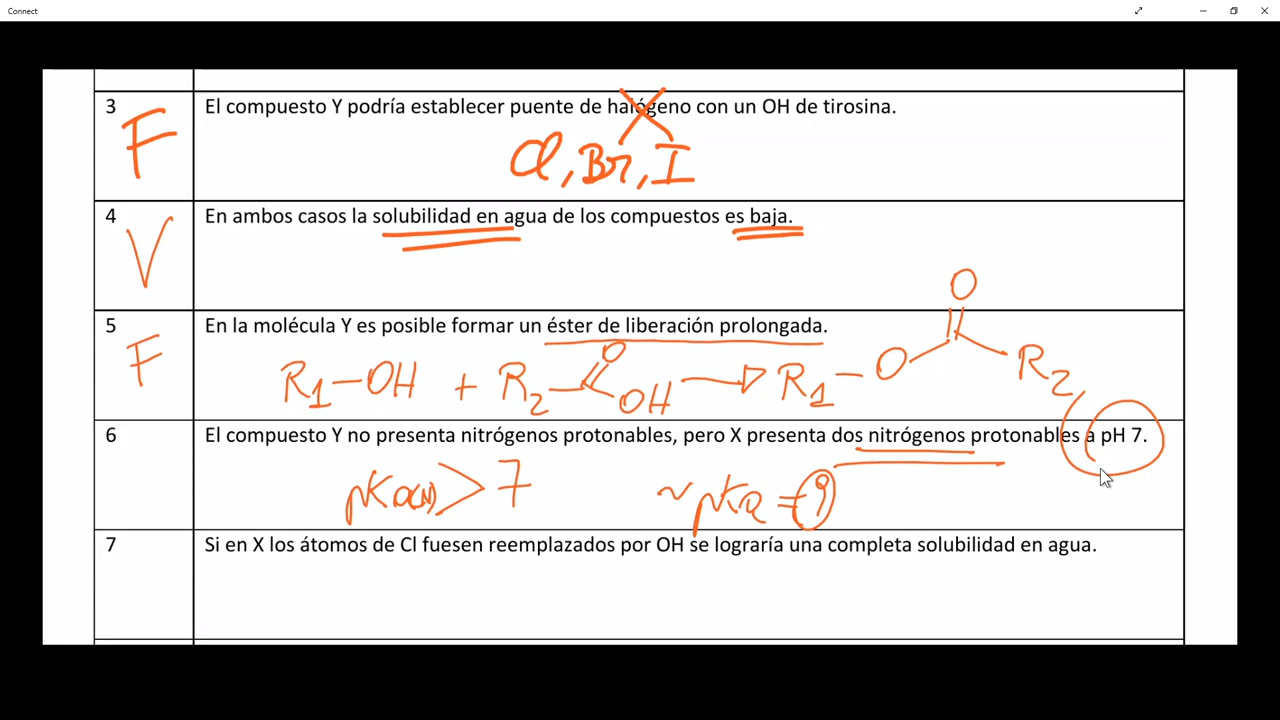 Connect
3 El compuesto Y podría establecer puente de halógeno con un OH de tirosina.
F
Cl, Br, I
4 En ambos casos la solubilidad en agua de los compuestos es baja.
V
5 En la molécula Y es posible formar un éster de liberación prolongada.
F
O
O
R1-OH + R2 OH → R1-O R2
6 El compuesto Y no presenta nitrógenos protonables, pero X presenta dos nitrógenos protonables a pH 7.
> 7 ~ pKa = 9
7 Si en X los átomos de Cl fuesen reemplazados por OH se lograría una completa solubilidad en agua.